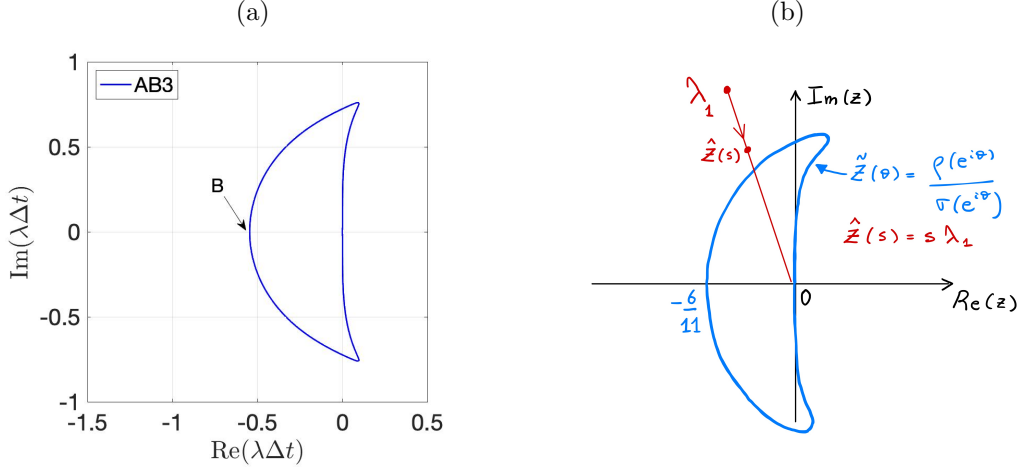 (a)
1
AB3
0.5
B
0
-0.5
-1
-1.5 -1 -0.5 0 0.5
Im(λΔt)
Re(λΔt)
(b)
λ₁
Im(z)
ẑ(s)
z̃(θ) = ρ(e^{iθ}) / σ(e^{iθ})
ẑ(s) = s λ₁
-6/11
0
Re(z)